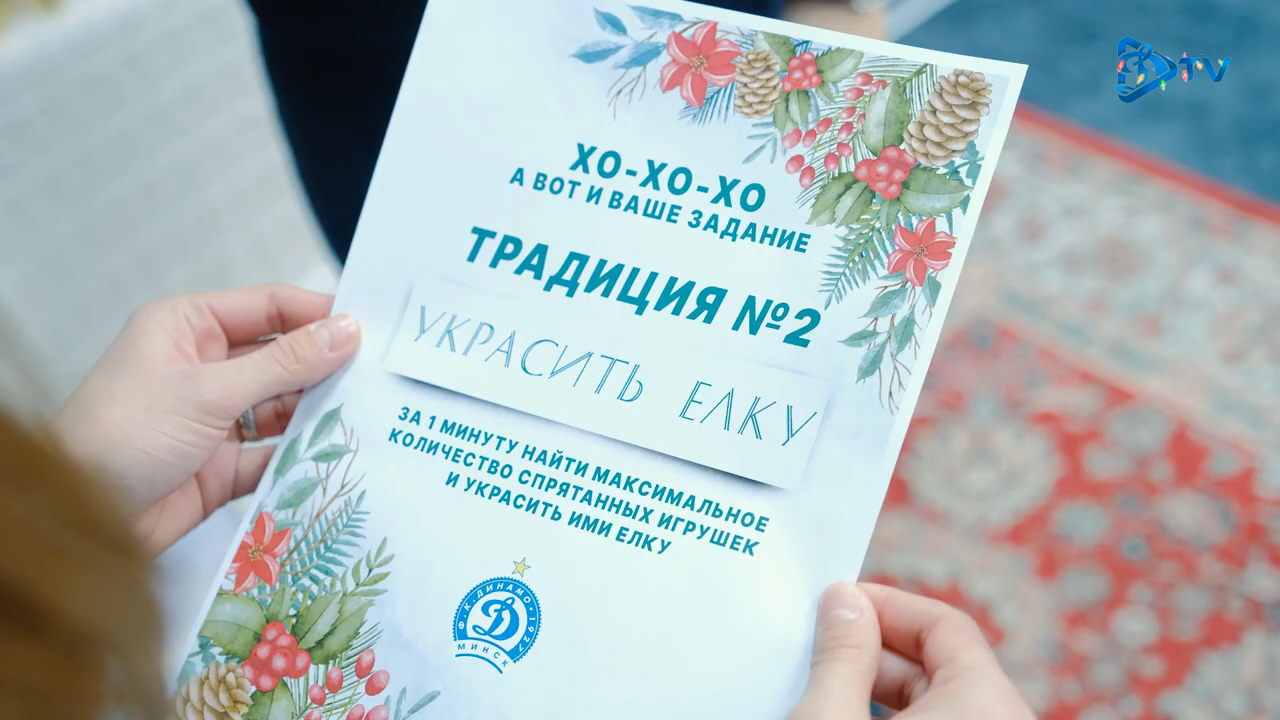 TV
ХО-ХО-ХО
А ВОТ И ВАШЕ ЗАДАНИЕ
ТРАДИЦИЯ №2
УКРАСИТЬ ЕЛКУ
ЗА 1 МИНУТУ НАЙТИ МАКСИМАЛЬНОЕ
КОЛИЧЕСТВО СПРЯТАННЫХ ИГРУШЕК
И УКРАСИТЬ ИМИ ЕЛКУ
Ф.К. ДИНАМО • 1927
Д
МИНСК